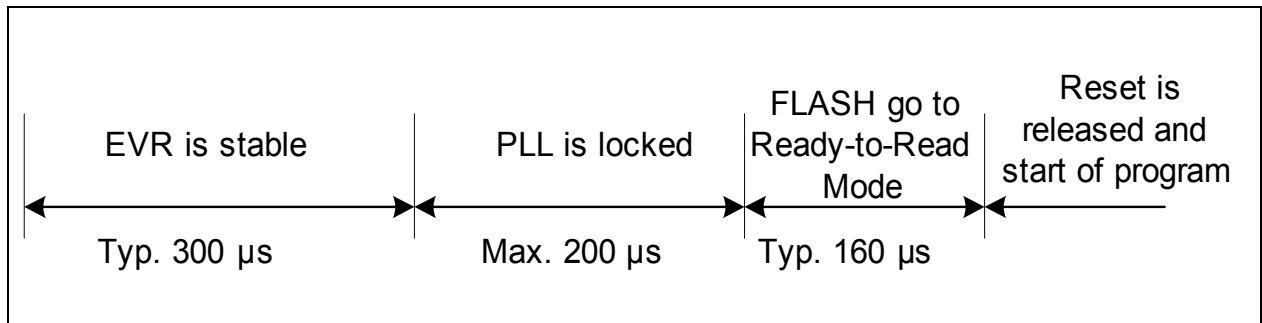 EVR is stable
PLL is locked
FLASH go to
Ready-to-Read
Mode
Reset is
released and
start of program
Typ. 300 µs
Max. 200 µs
Typ. 160 µs